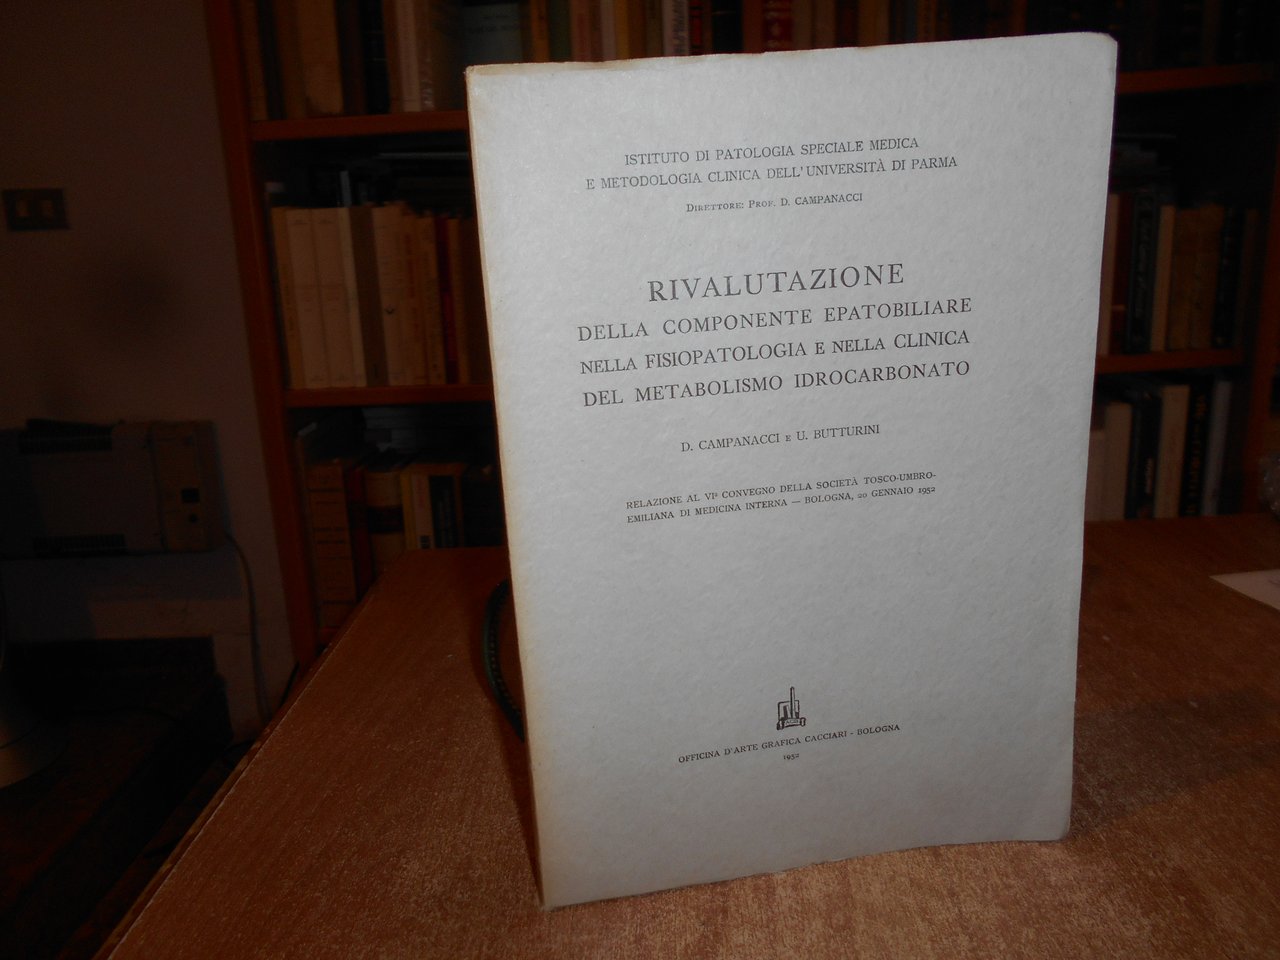 ISTITUTO DI PATOLOGIA SPECIALE MEDICA
E METODOLOGIA CLINICA DELL'UNIVERSITÀ DI PARMA
DIRETTORE: PROF. D. CAMPANACCI
RIVALUTAZIONE
DELLA COMPONENTE EPATOBILIARE
NELLA FISIOPATOLOGIA E NELLA CLINICA
DEL METABOLISMO IDROCARBONATO
D. CAMPANACCI E U. BUTTURINI
RELAZIONE AL VIº CONVEGNO DELLA SOCIETÀ TOSCO-UMBRO-
EMILIANA DI MEDICINA INTERNA — BOLOGNA, 20 GENNAIO 1952
OFFICINA D'ARTE GRAFICA CACCIARI - BOLOGNA
1952